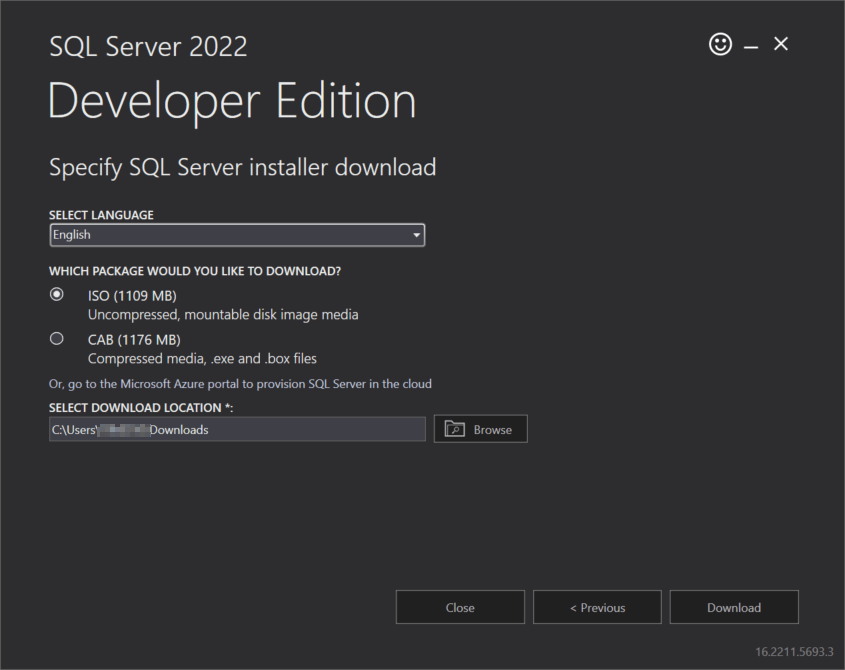 SQL Server 2022
Developer Edition
Specify SQL Server installer download
SELECT LANGUAGE
English
WHICH PACKAGE WOULD YOU LIKE TO DOWNLOAD?
ISO (1109 MB)
Uncompressed, mountable disk image media
CAB (1176 MB)
Compressed media, .exe and .box files
Or, go to the Microsoft Azure portal to provision SQL Server in the cloud
SELECT DOWNLOAD LOCATION *:
C:\Users\ Downloads
Browse
Close
< Previous
Download
16.2211.5693.3